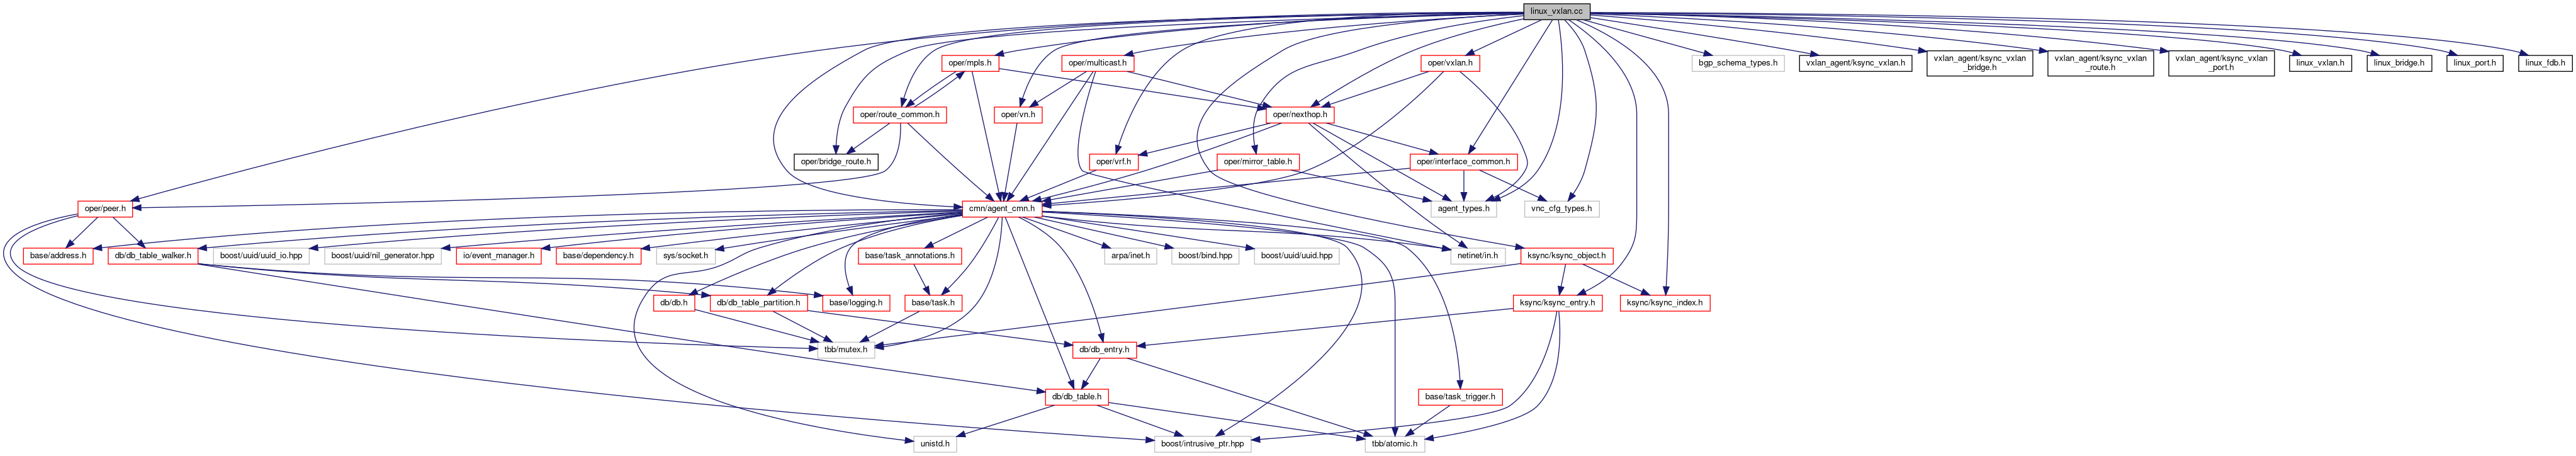 linux_vxlan.cc
oper/mpls.h
oper/multicast.h
oper/vxlan.h
bgp_schema_types.h
vxlan_agent/ksync_vxlan.h
vxlan_agent/ksync_vxlan
_bridge.h
vxlan_agent/ksync_vxlan
_route.h
vxlan_agent/ksync_vxlan
_port.h
linux_vxlan.h
linux_bridge.h
linux_port.h
linux_fdb.h
oper/route_common.h
oper/vn.h
oper/nexthop.h
oper/bridge_route.h
oper/vrf.h
oper/mirror_table.h
oper/interface_common.h
oper/peer.h
cmn/agent_cmn.h
agent_types.h
vnc_cfg_types.h
base/address.h
db/db_table_walker.h
boost/uuid/uuid_io.hpp
boost/uuid/nil_generator.hpp
io/event_manager.h
base/dependency.h
sys/socket.h
base/task_annotations.h
arpa/inet.h
boost/bind.hpp
boost/uuid/uuid.hpp
netinet/in.h
ksync/ksync_object.h
db/db.h
db/db_table_partition.h
base/logging.h
base/task.h
ksync/ksync_entry.h
ksync/ksync_index.h
tbb/mutex.h
db/db_entry.h
db/db_table.h
base/task_trigger.h
unistd.h
boost/intrusive_ptr.hpp
tbb/atomic.h